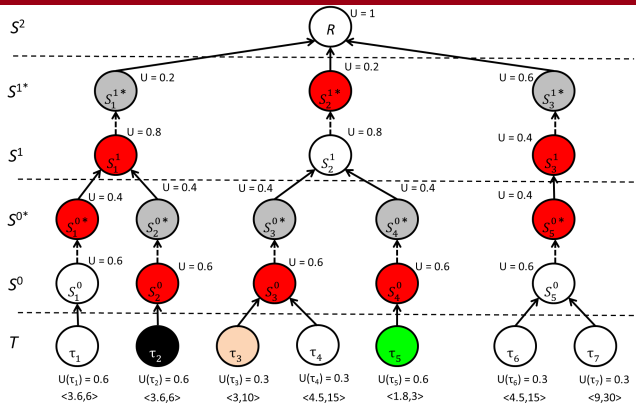 U = 1
S² R
U = 0.2 U = 0.2 U = 0.6
S¹* S₁¹* S₂¹* S₃¹*
U = 0.8 U = 0.8 U = 0.4
S¹ S₁¹ S₂¹ S₃¹
U = 0.4 U = 0.4 U = 0.4 U = 0.4 U = 0.4
S⁰* S₁⁰* S₂⁰* S₃⁰* S₄⁰* S₅⁰*
U = 0.6 U = 0.6 U = 0.6 U = 0.6 U = 0.6
S⁰ S₁⁰ S₂⁰ S₃⁰ S₄⁰ S₅⁰
T τ₁ τ₂ τ₃ τ₄ τ₅ τ₆ τ₇
U(τ₁) = 0.6 U(τ₂) = 0.6 U(τ₃) = 0.3 U(τ₄) = 0.3 U(τ₅) = 0.6 U(τ₆) = 0.3 U(τ₇) = 0.3
<3.6,6> <3.6,6> <3,10> <4.5,15> <1.8,3> <4.5,15> <9,30>